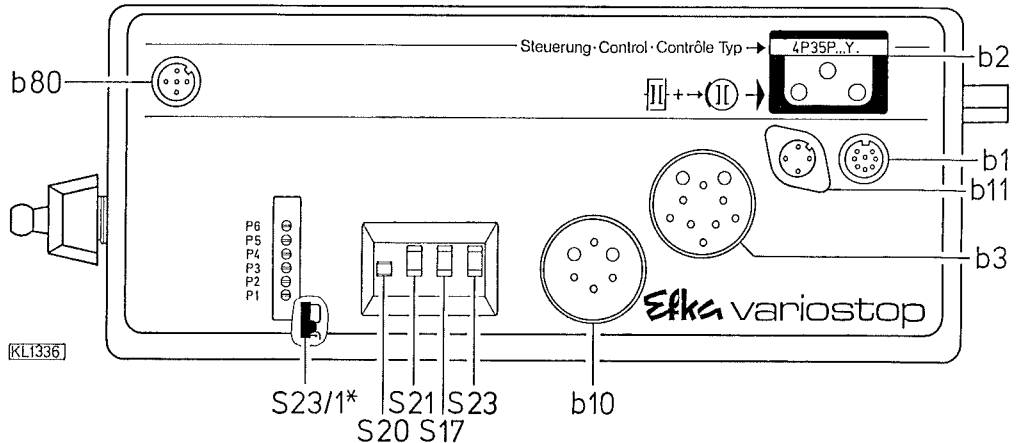 Steuerung·Control·Contrôle Typ → 4P35P...Y.
b2
b80
b1
b11
P6
P5
P4
P3
P2
P1
b3
Efka variostop
KL1336
S23/1* S21 S23 b10
S20 S17